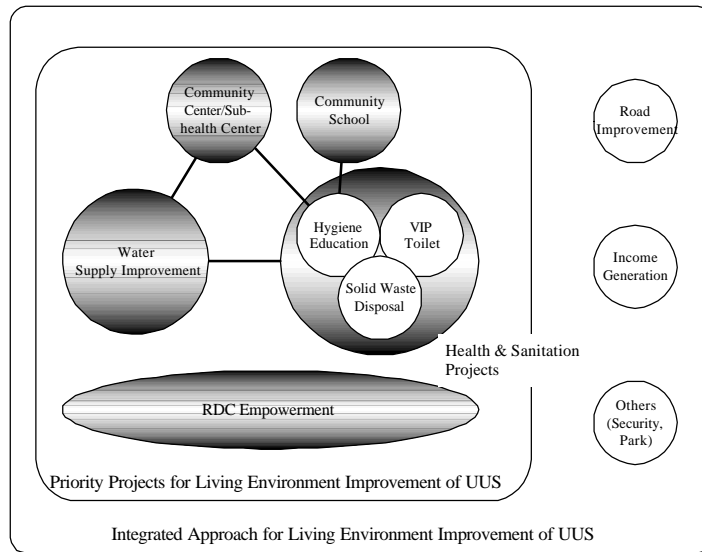 Community
Center/Sub-
health Center
Community
School
Road
Improvement
Hygiene
Education
VIP
Toilet
Water
Supply Improvement
Income
Generation
Solid Waste
Disposal
Health & Sanitation
Projects
RDC Empowerment
Others
(Security,
Park)
Priority Projects for Living Environment Improvement of UUS
Integrated Approach for Living Environment Improvement of UUS